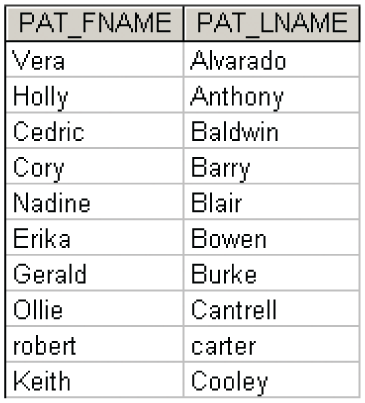 PAT_FNAME PAT_LNAME
Vera Alvarado
Holly Anthony
Cedric Baldwin
Cory Barry
Nadine Blair
Erika Bowen
Gerald Burke
Ollie Cantrell
robert carter
Keith Cooley